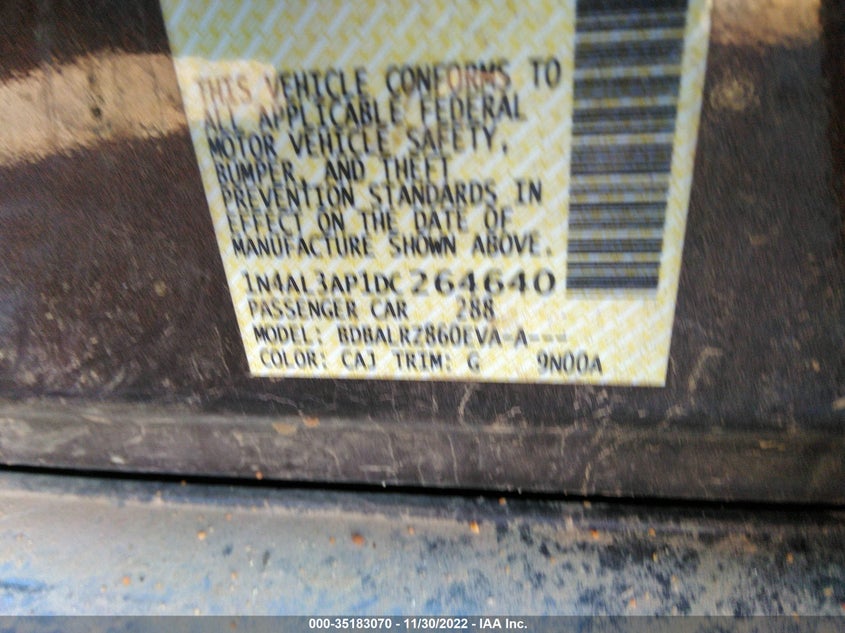 THIS VEHICLE CONFORMS TO
ALL APPLICABLE FEDERAL
MOTOR VEHICLE SAFETY,
BUMPER, AND THEFT
PREVENTION STANDARDS IN
EFFECT ON THE DATE OF
MANUFACTURE SHOWN ABOVE.
1N4AL3AP1DC264640
PASSENGER CAR 288
MODEL: BDBALRZ860EVA-A---
COLOR: CAJ TRIM: G 9N00A
000-35183070 - 11/30/2022 - IAA Inc.